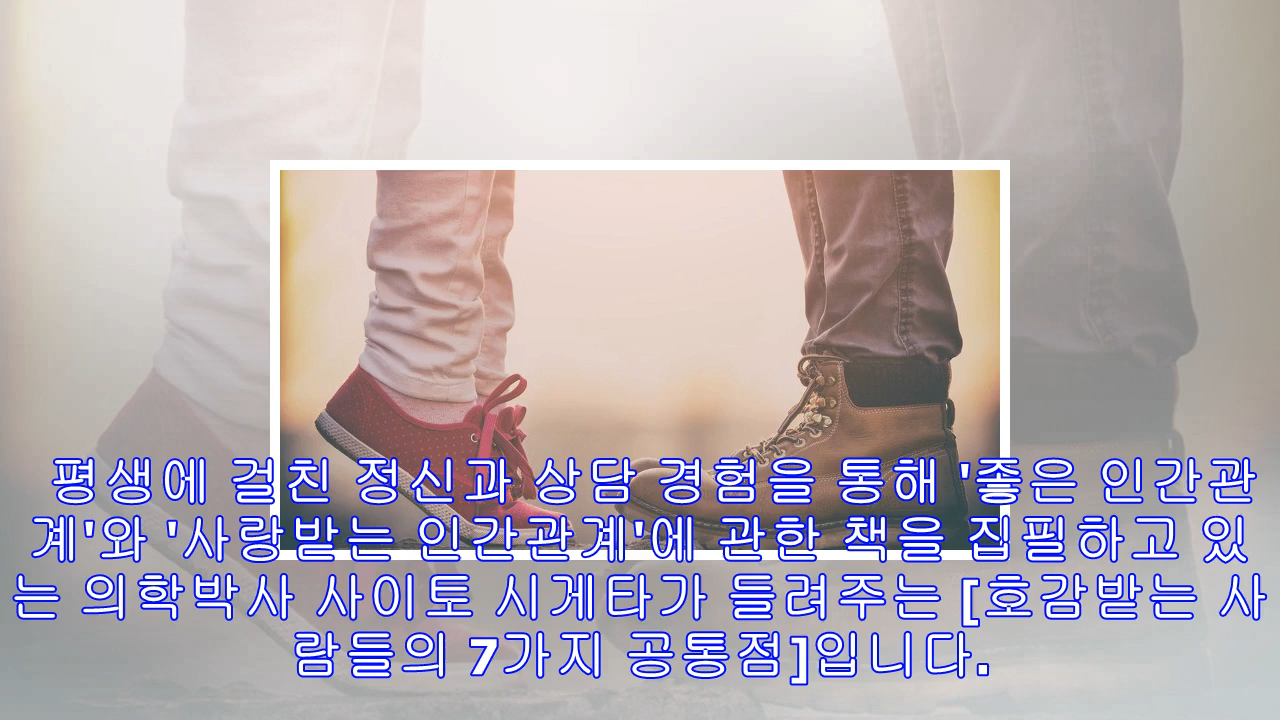 평생에 걸친 정신과 상담 경험을 통해 '좋은 인간관
계'와 '사랑받는 인간관계'에 관한 책을 집필하고 있
는 의학박사 사이토 시게타가 들려주는 [호감받는 사
람들의 7가지 공통점]입니다.